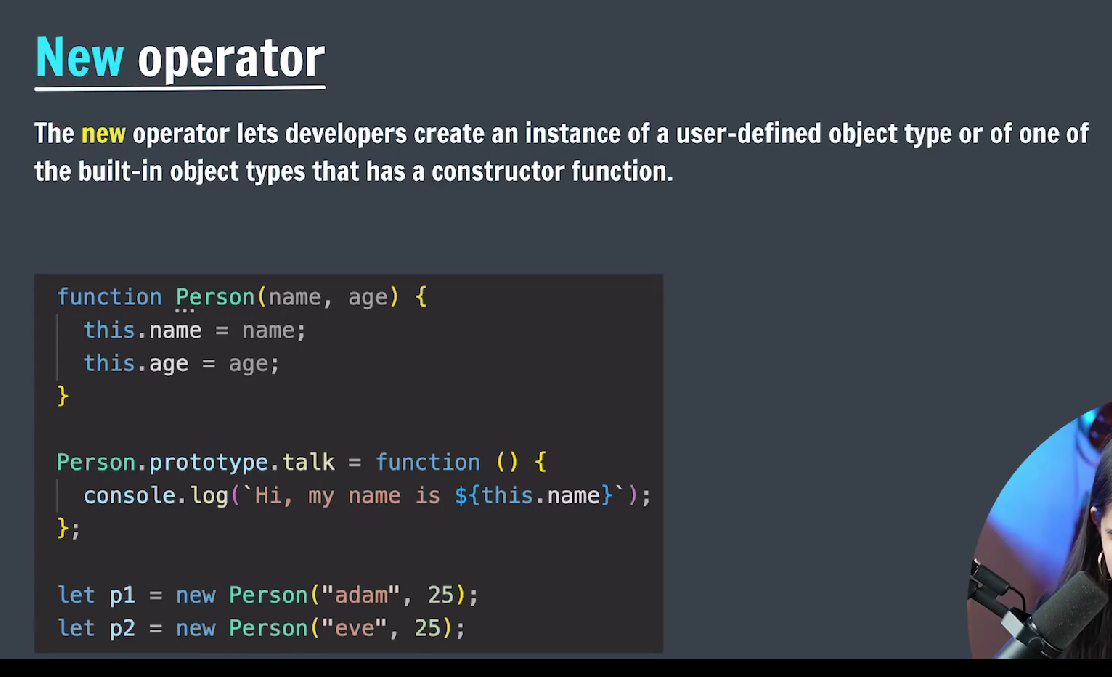 New operator
The new operator lets developers create an instance of a user-defined object type or of one of
the built-in object types that has a constructor function.
function Person(name, age) {
this.name = name;
this.age = age;
}
Person.prototype.talk = function () {
console.log(`Hi, my name is ${this.name}`);
};
let p1 = new Person("adam", 25);
let p2 = new Person("eve", 25);